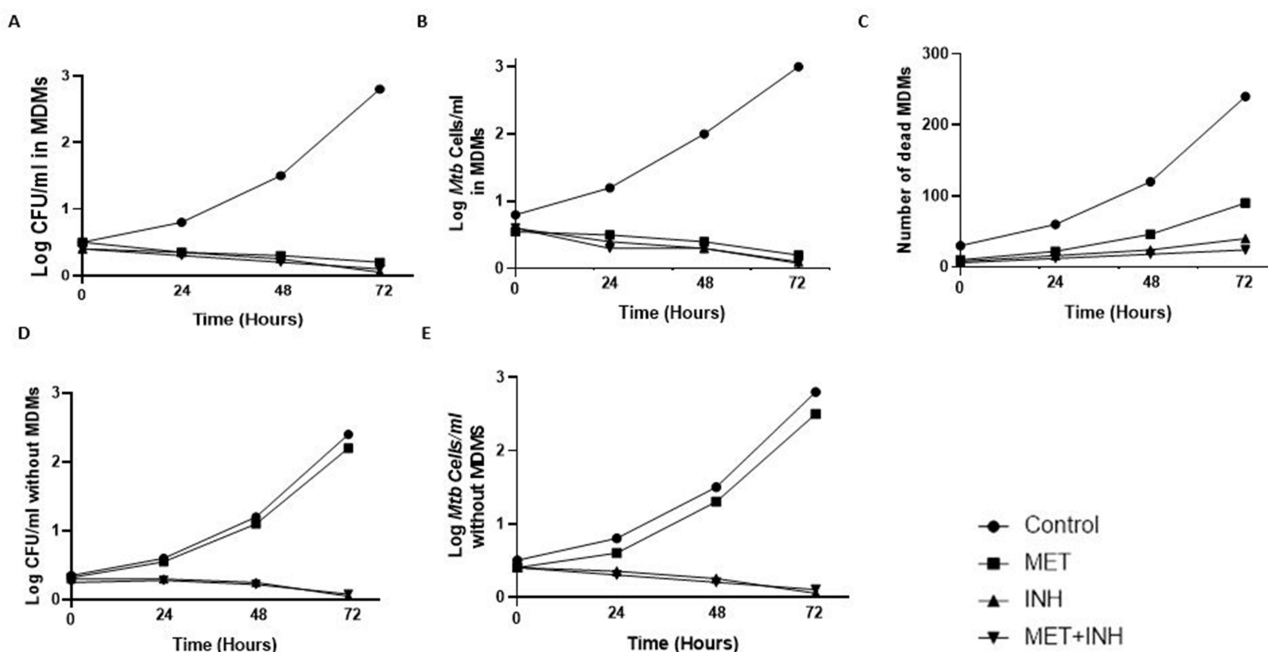 A
Log CFU/ml in MDMs
3
2
1
0
0 24 48 72
Time (Hours)
B
Log Mtb Cells/ml
in MDMs
3
2
1
0
0 24 48 72
Time (Hours)
C
Number of dead MDMs
300
200
100
0
0 24 48 72
Time (Hours)
D
Log CFU/ml without MDMs
3
2
1
0
0 24 48 72
Time (Hours)
E
Log Mtb Cells/ml
without MDMS
3
2
1
0
0 24 48 72
Time (Hours)
Control
MET
INH
MET+INH